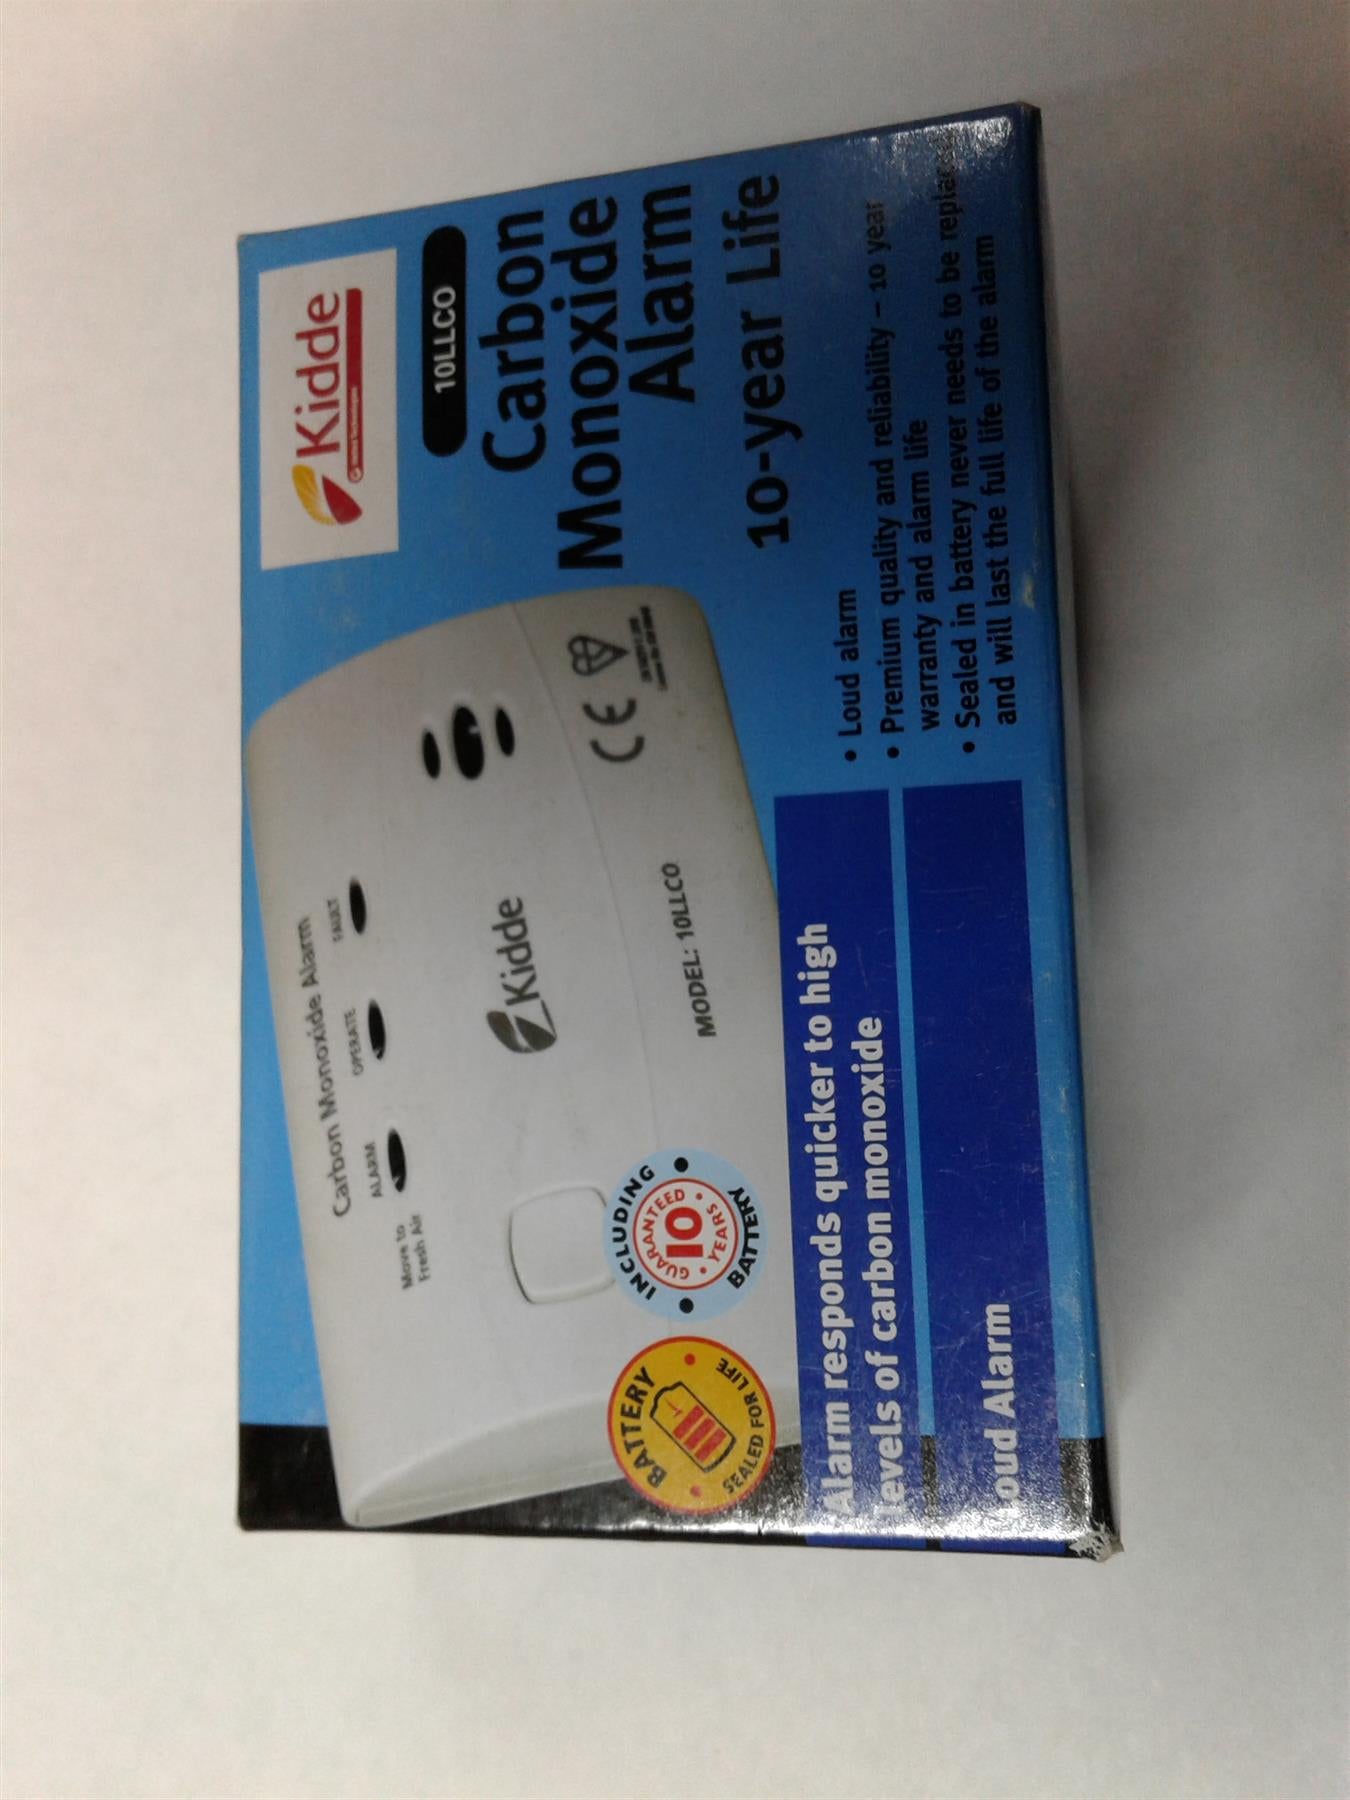 Kidde
10LLCO
Carbon
Monoxide
Alarm
10-year Life
• Loud alarm
• Premium quality and reliability – 10 year
warranty and alarm life
• Sealed in battery never needs to be replaced
and will last the full life of the alarm
Carbon Monoxide Alarm
Move to
Fresh Air
ALARM
OPERATE
FAULT
Kidde
MODEL: 10LLCO
CE
BATTERY
SEALED FOR LIFE
INCLUDING
GUARANTEED
10
YEARS
BATTERY
Alarm responds quicker to high
levels of carbon monoxide
Loud Alarm